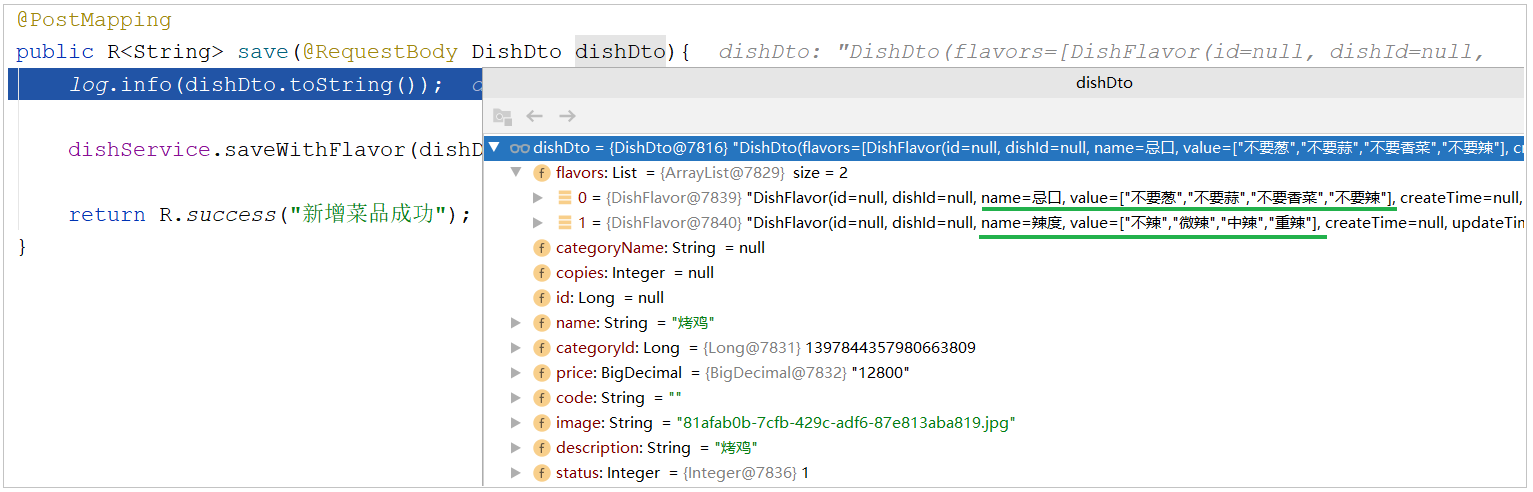 @PostMapping
public R<String> save(@RequestBody DishDto dishDto){  dishDto: "DishDto(flavors=[DishFlavor(id=null, dishId=null,
log.info(dishDto.toString());
dishService.saveWithFlavor(dishD
return R.success("新增菜品成功");
}
dishDto
dishDto = {DishDto@7816} "DishDto(flavors=[DishFlavor(id=null, dishId=null, name=忌口, value=["不要葱","不要蒜","不要香菜","不要辣"], cr
flavors: List = {ArrayList@7829} size = 2
0 = {DishFlavor@7839} "DishFlavor(id=null, dishId=null, name=忌口, value=["不要葱","不要蒜","不要香菜","不要辣"], createTime=null,
1 = {DishFlavor@7840} "DishFlavor(id=null, dishId=null, name=辣度, value=["不辣","微辣","中辣","重辣"], createTime=null, updateTim
categoryName: String = null
copies: Integer = null
id: Long = null
name: String = "烤鸡"
categoryId: Long = {Long@7831} 1397844357980663809
price: BigDecimal = {BigDecimal@7832} "12800"
code: String = ""
image: String = "81afab0b-7cfb-429c-adf6-87e813aba819.jpg"
description: String = "烤鸡"
status: Integer = {Integer@7836} 1